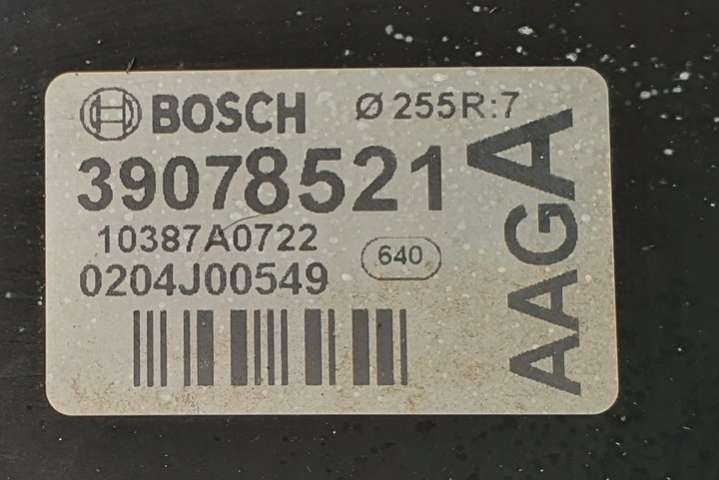 BOSCH Ø 255R:7
39078521
10387A0722
640
0204J00549
AAGA